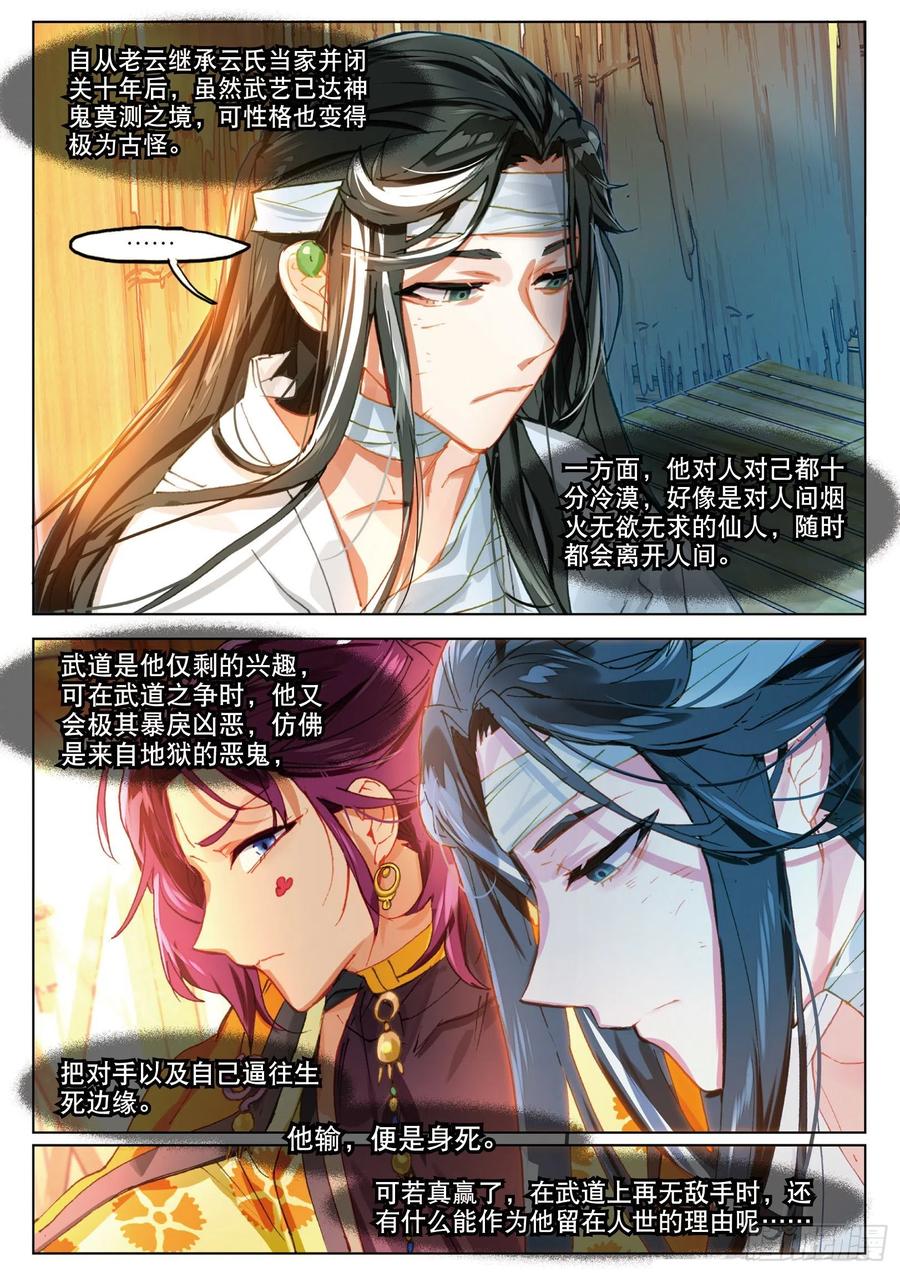 自从老云继承云氏当家并闭
关十年后，虽然武艺已达神
鬼莫测之境，可性格也变得
极为古怪。
……
一方面，他对人对己都十
分冷漠，好像是对人间烟
火无欲无求的仙人，随时
都会离开人间。
武道是他仅剩的兴趣，
可在武道之争时，他又
会极其暴戾凶恶，仿佛
是来自地狱的恶鬼，
把对手以及自己逼往生
死边缘。
他输，便是身死。
可若真赢了，在武道上再无敌手时，还
有什么能作为他留在人世的理由呢……